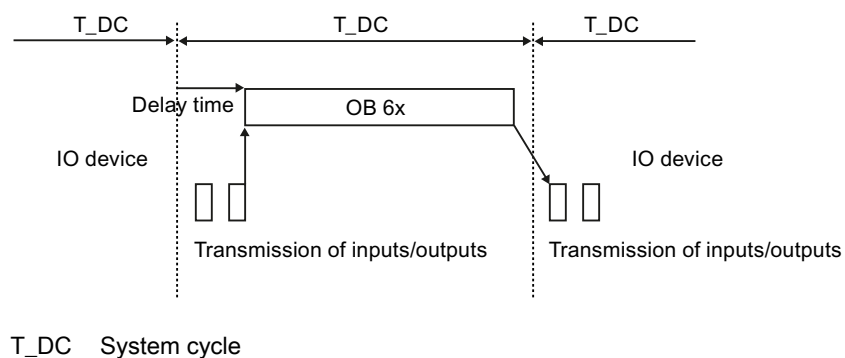 T_DC T_DC T_DC
Delay time OB 6x
IO device IO device
Transmission of inputs/outputs Transmission of inputs/outputs
T_DC System cycle